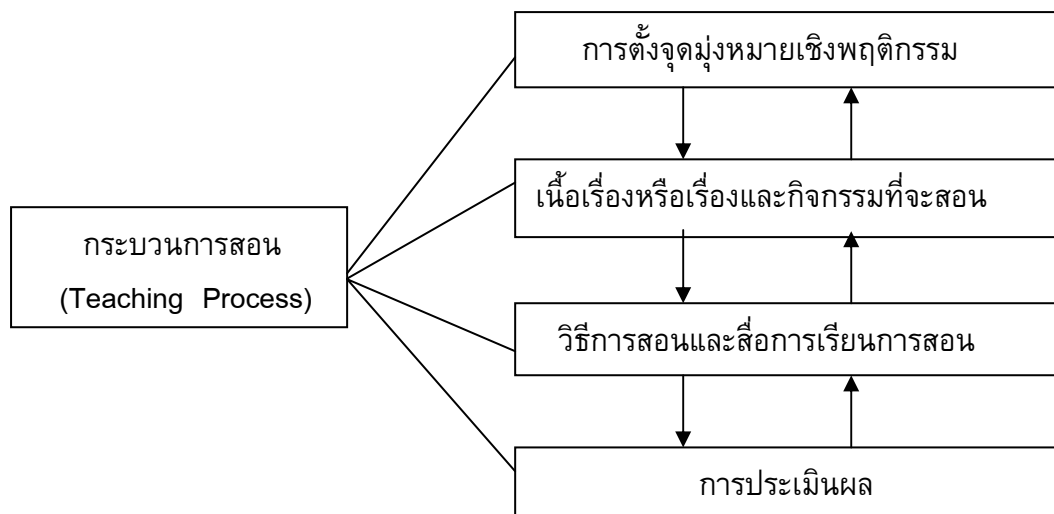 การตั้งจุดมุ่งหมายเชิงพฤติกรรม
เนื้อเรื่องหรือเรื่องและกิจกรรมที่จะสอน
กระบวนการสอน
(Teaching Process)
วิธีการสอนและสื่อการเรียนการสอน
การประเมินผล